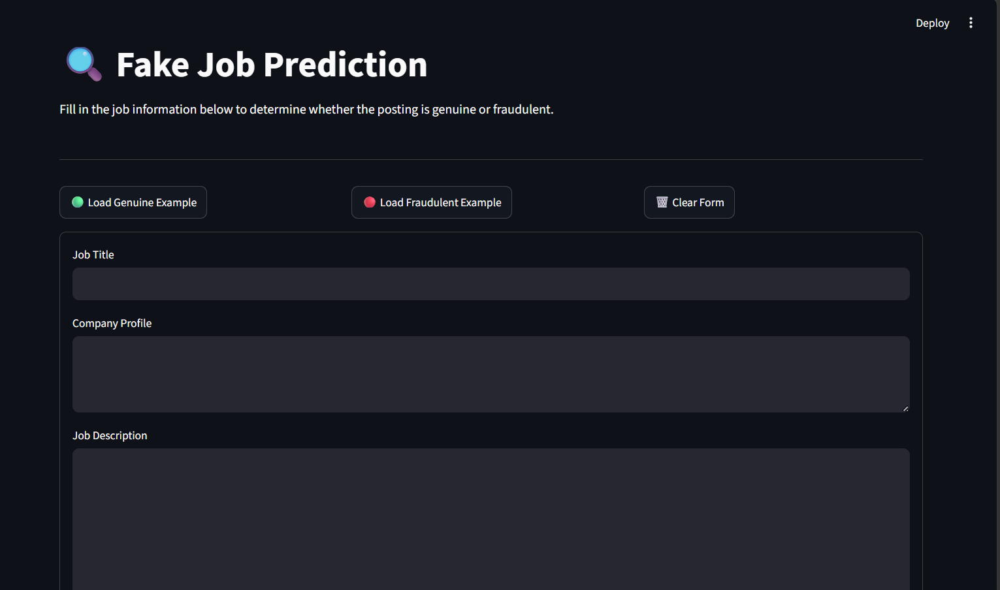 Deploy
Fake Job Prediction
Fill in the job information below to determine whether the posting is genuine or fraudulent.
Load Genuine Example
Load Fraudulent Example
Clear Form
Job Title
Company Profile
Job Description